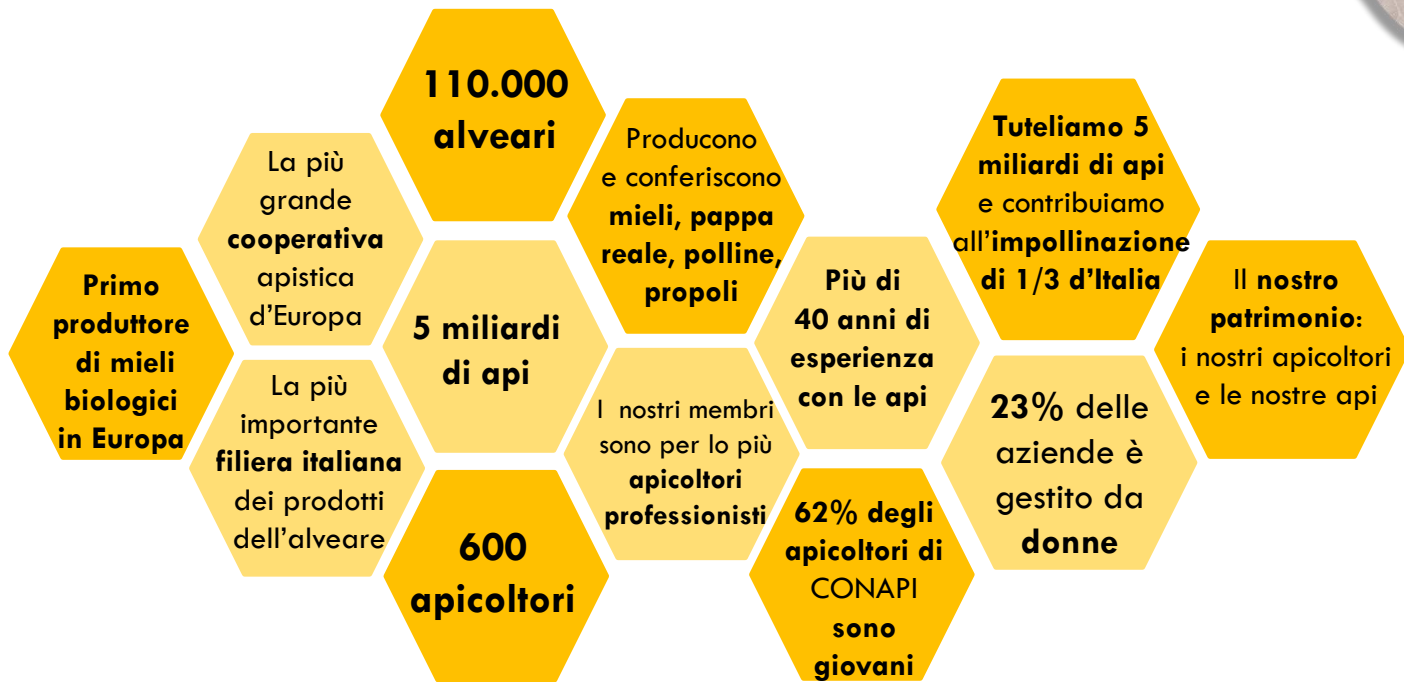 110.000
alveari
La più
grande
cooperativa
apistica
d'Europa
Producono
e conferiscono
mieli, pappa
reale, polline,
propoli
Tuteliamo 5
miliardi di api
e contribuiamo
all'impollinazione
di 1/3 d'Italia
Primo
produttore
di mieli
biologici
in Europa
5 miliardi
di api
Più di
40 anni di
esperienza
con le api
Il nostro
patrimonio:
i nostri apicoltori
e le nostre api
La più
importante
filiera italiana
dei prodotti
dell'alveare
I nostri membri
sono per lo più
apicoltori
professionisti
23% delle
aziende è
gestito da
donne
600
apicoltori
62% degli
apicoltori di
CONAPI
sono
giovani